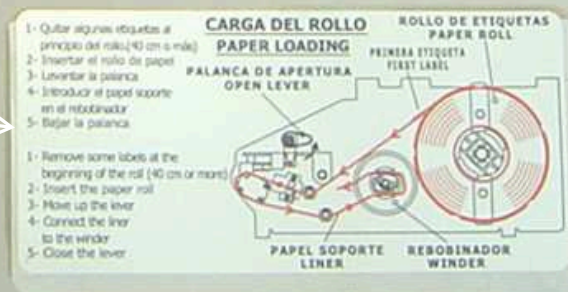 1- Quitar algunas etiquetas al
principio del rollo.(40 cm o más)
2- Insertar el rollo de papel
3- Levantar la palanca
4- Introducir el papel soporte
en el rebobinador
5- Bajar la palanca
1- Remove some labels at the
beginning of the roll (40 cm or more)
2- Insert the paper roll
3- Move up the lever
4- Connect the liner
to the winder
5- Close the lever
CARGA DEL ROLLO
PAPER LOADING
PALANCA DE APERTURA
OPEN LEVER
ROLLO DE ETIQUETAS
PAPER ROLL
PRIMERA ETIQUETA
FIRST LABEL
PAPEL SOPORTE
LINER
REBOBINADOR
WINDER